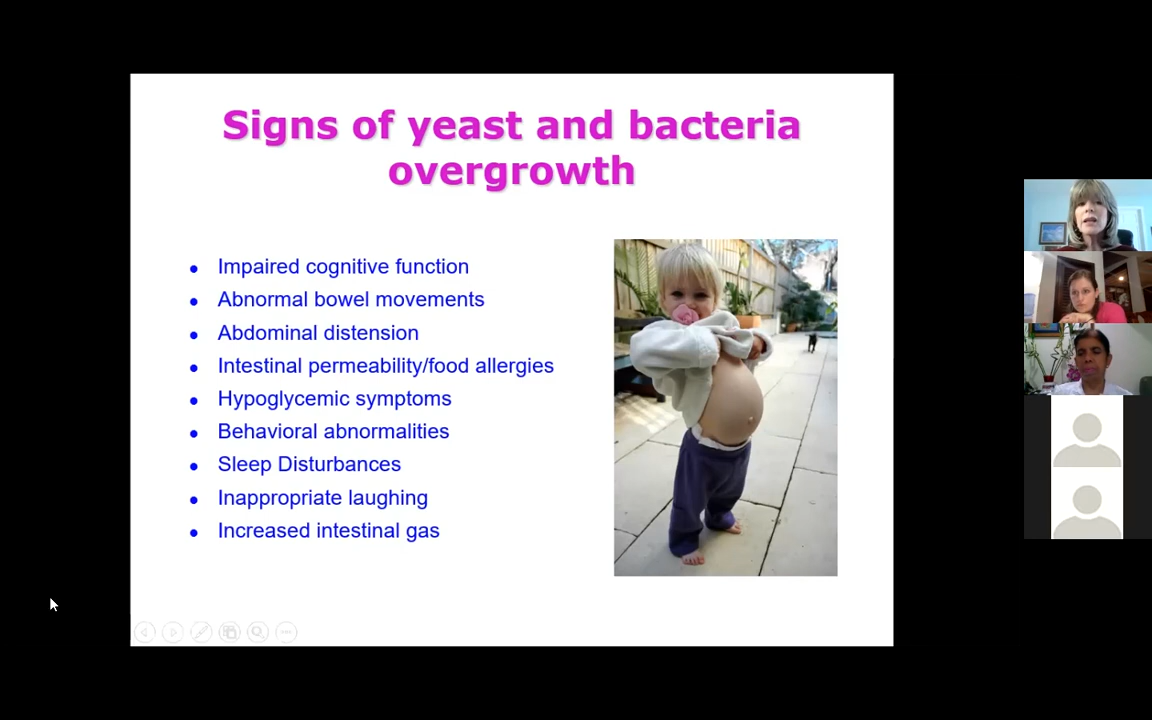 Signs of yeast and bacteria
overgrowth
Impaired cognitive function
Abnormal bowel movements
Abdominal distension
Intestinal permeability/food allergies
Hypoglycemic symptoms
Behavioral abnormalities
Sleep Disturbances
Inappropriate laughing
Increased intestinal gas